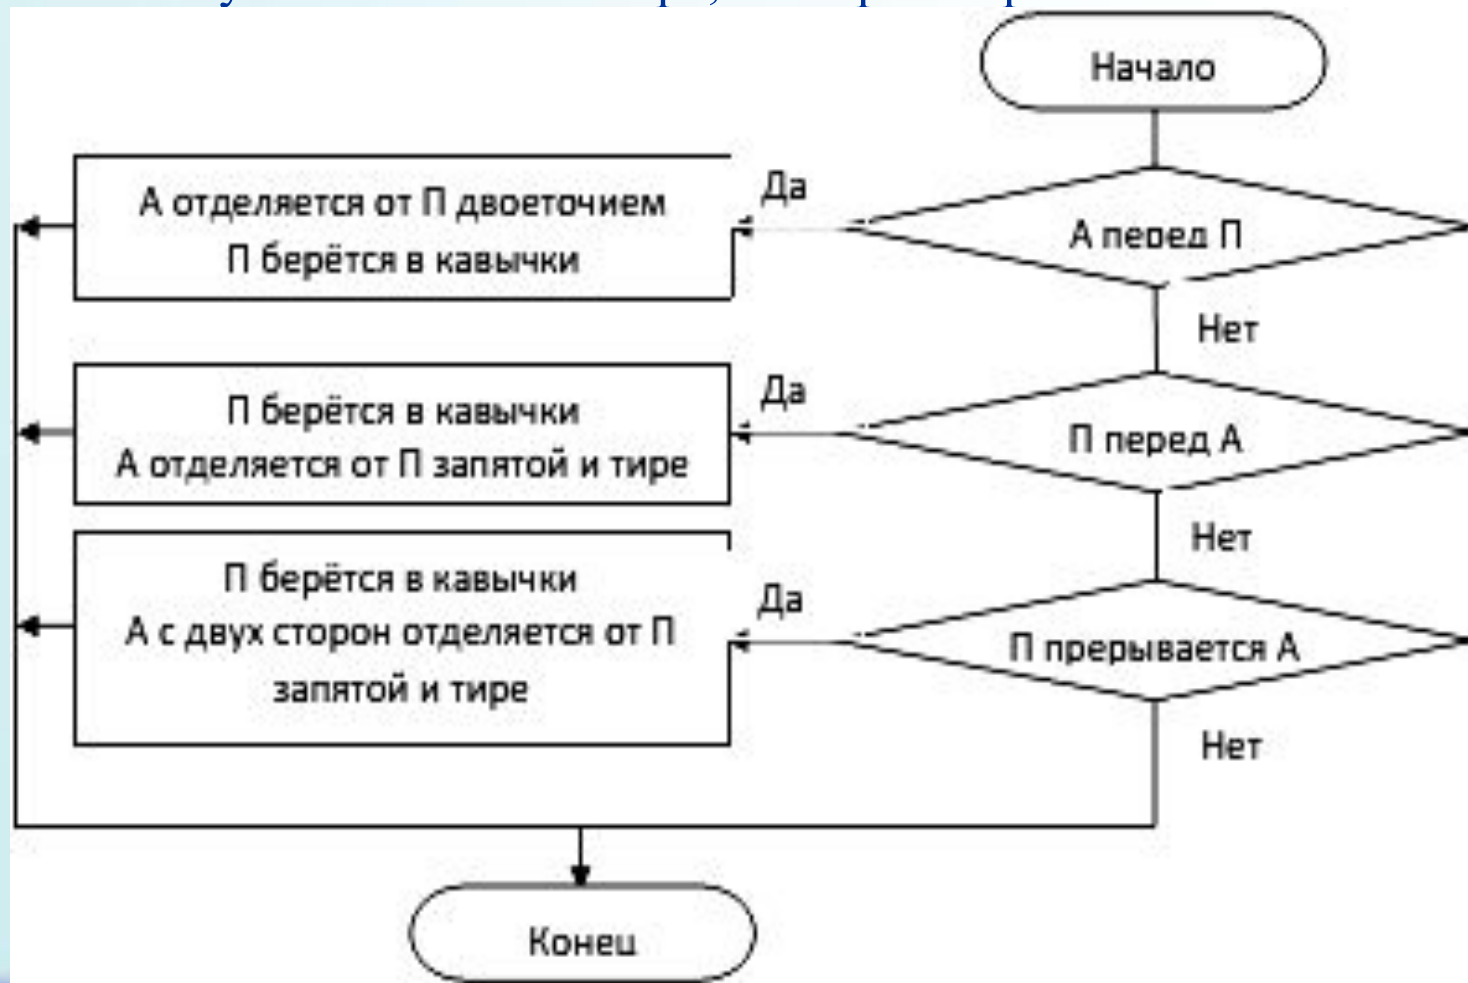 Начало
А отделяется от П двоеточием
П берётся в кавычки
Да
А перед П
Нет
П берётся в кавычки
А отделяется от П запятой и тире
Да
П перед А
Нет
П берётся в кавычки
А с двух сторон отделяется от П
запятой и тире
Да
П прерывается А
Нет
Конец